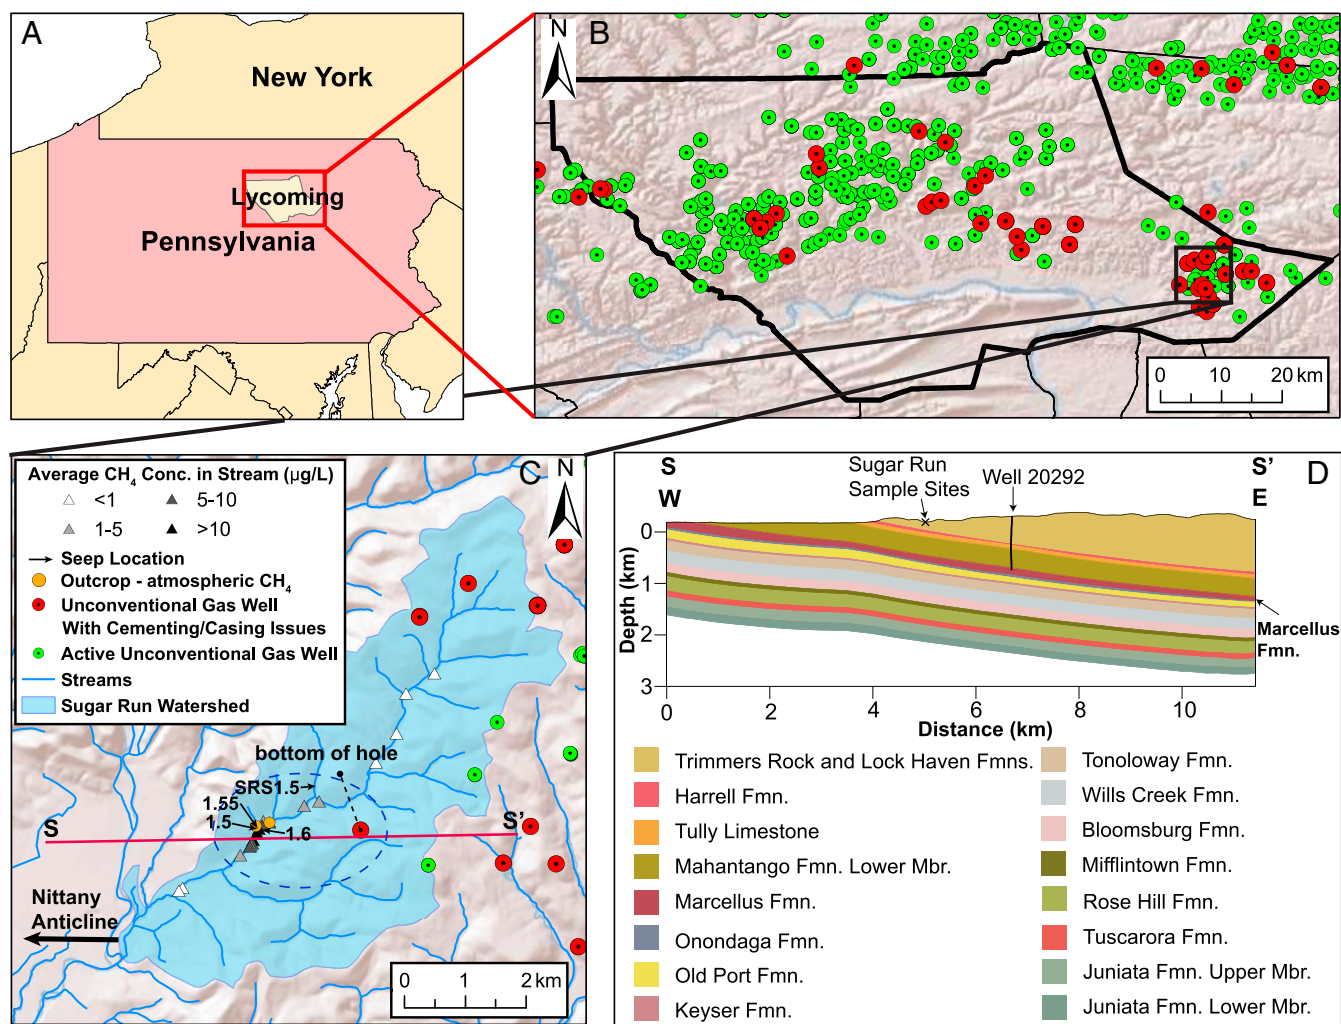 A
New York
Lycoming
Pennsylvania
N
B
0 10 20 km
Average CH4 Conc. in Stream (µg/L)
<1 5-10
1-5 >10
Seep Location
Outcrop - atmospheric CH4
Unconventional Gas Well
With Cementing/Casing Issues
Active Unconventional Gas Well
Streams
Sugar Run Watershed
C
N
bottom of hole
SRS1.5
1.55
1.5
1.6
S
S’
Nittany
Anticline
0 1 2 km
D
S
W
Sugar Run
Sample Sites
Well 20292
S’
E
0
1
2
3
Depth (km)
Marcellus
Fmn.
0 2 4 6 8 10
Distance (km)
Trimmers Rock and Lock Haven Fmns.
Harrell Fmn.
Tully Limestone
Mahantango Fmn. Lower Mbr.
Marcellus Fmn.
Onondaga Fmn.
Old Port Fmn.
Keyser Fmn.
Tonoloway Fmn.
Wills Creek Fmn.
Bloomsburg Fmn.
Mifflintown Fmn.
Rose Hill Fmn.
Tuscarora Fmn.
Juniata Fmn. Upper Mbr.
Juniata Fmn. Lower Mbr.